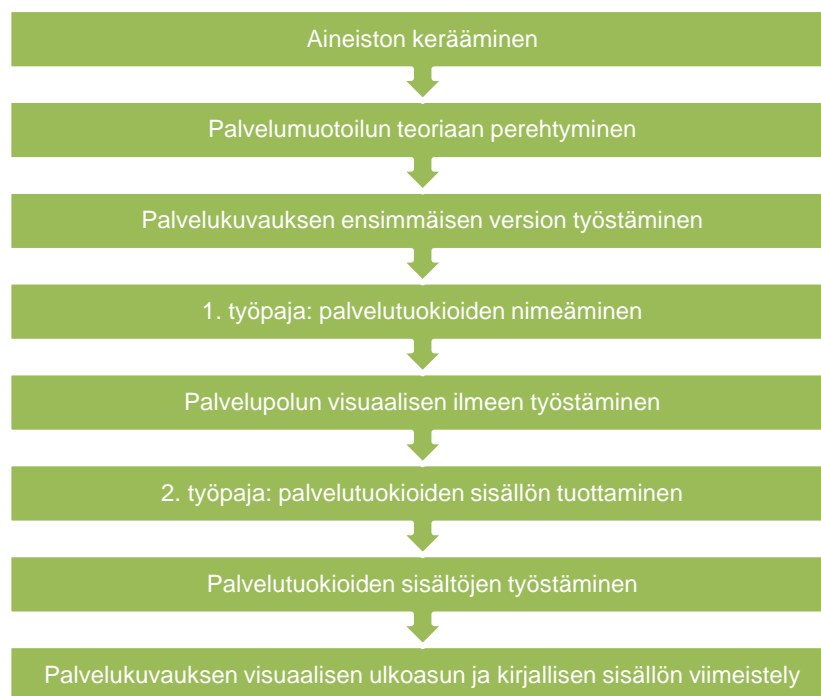 Aineiston kerääminen
Palvelumuotoilun teoriaan perehtyminen
Palvelukuvauksen ensimmäisen version työstäminen
1. työpaja: palvelutuokioiden nimeäminen
Palvelupolun visuaalisen ilmeen työstäminen
2. työpaja: palvelutuokioiden sisällön tuottaminen
Palvelutuokioiden sisältöjen työstäminen
Palvelukuvauksen visuaalisen ulkoasun ja kirjallisen sisällön viimeistely